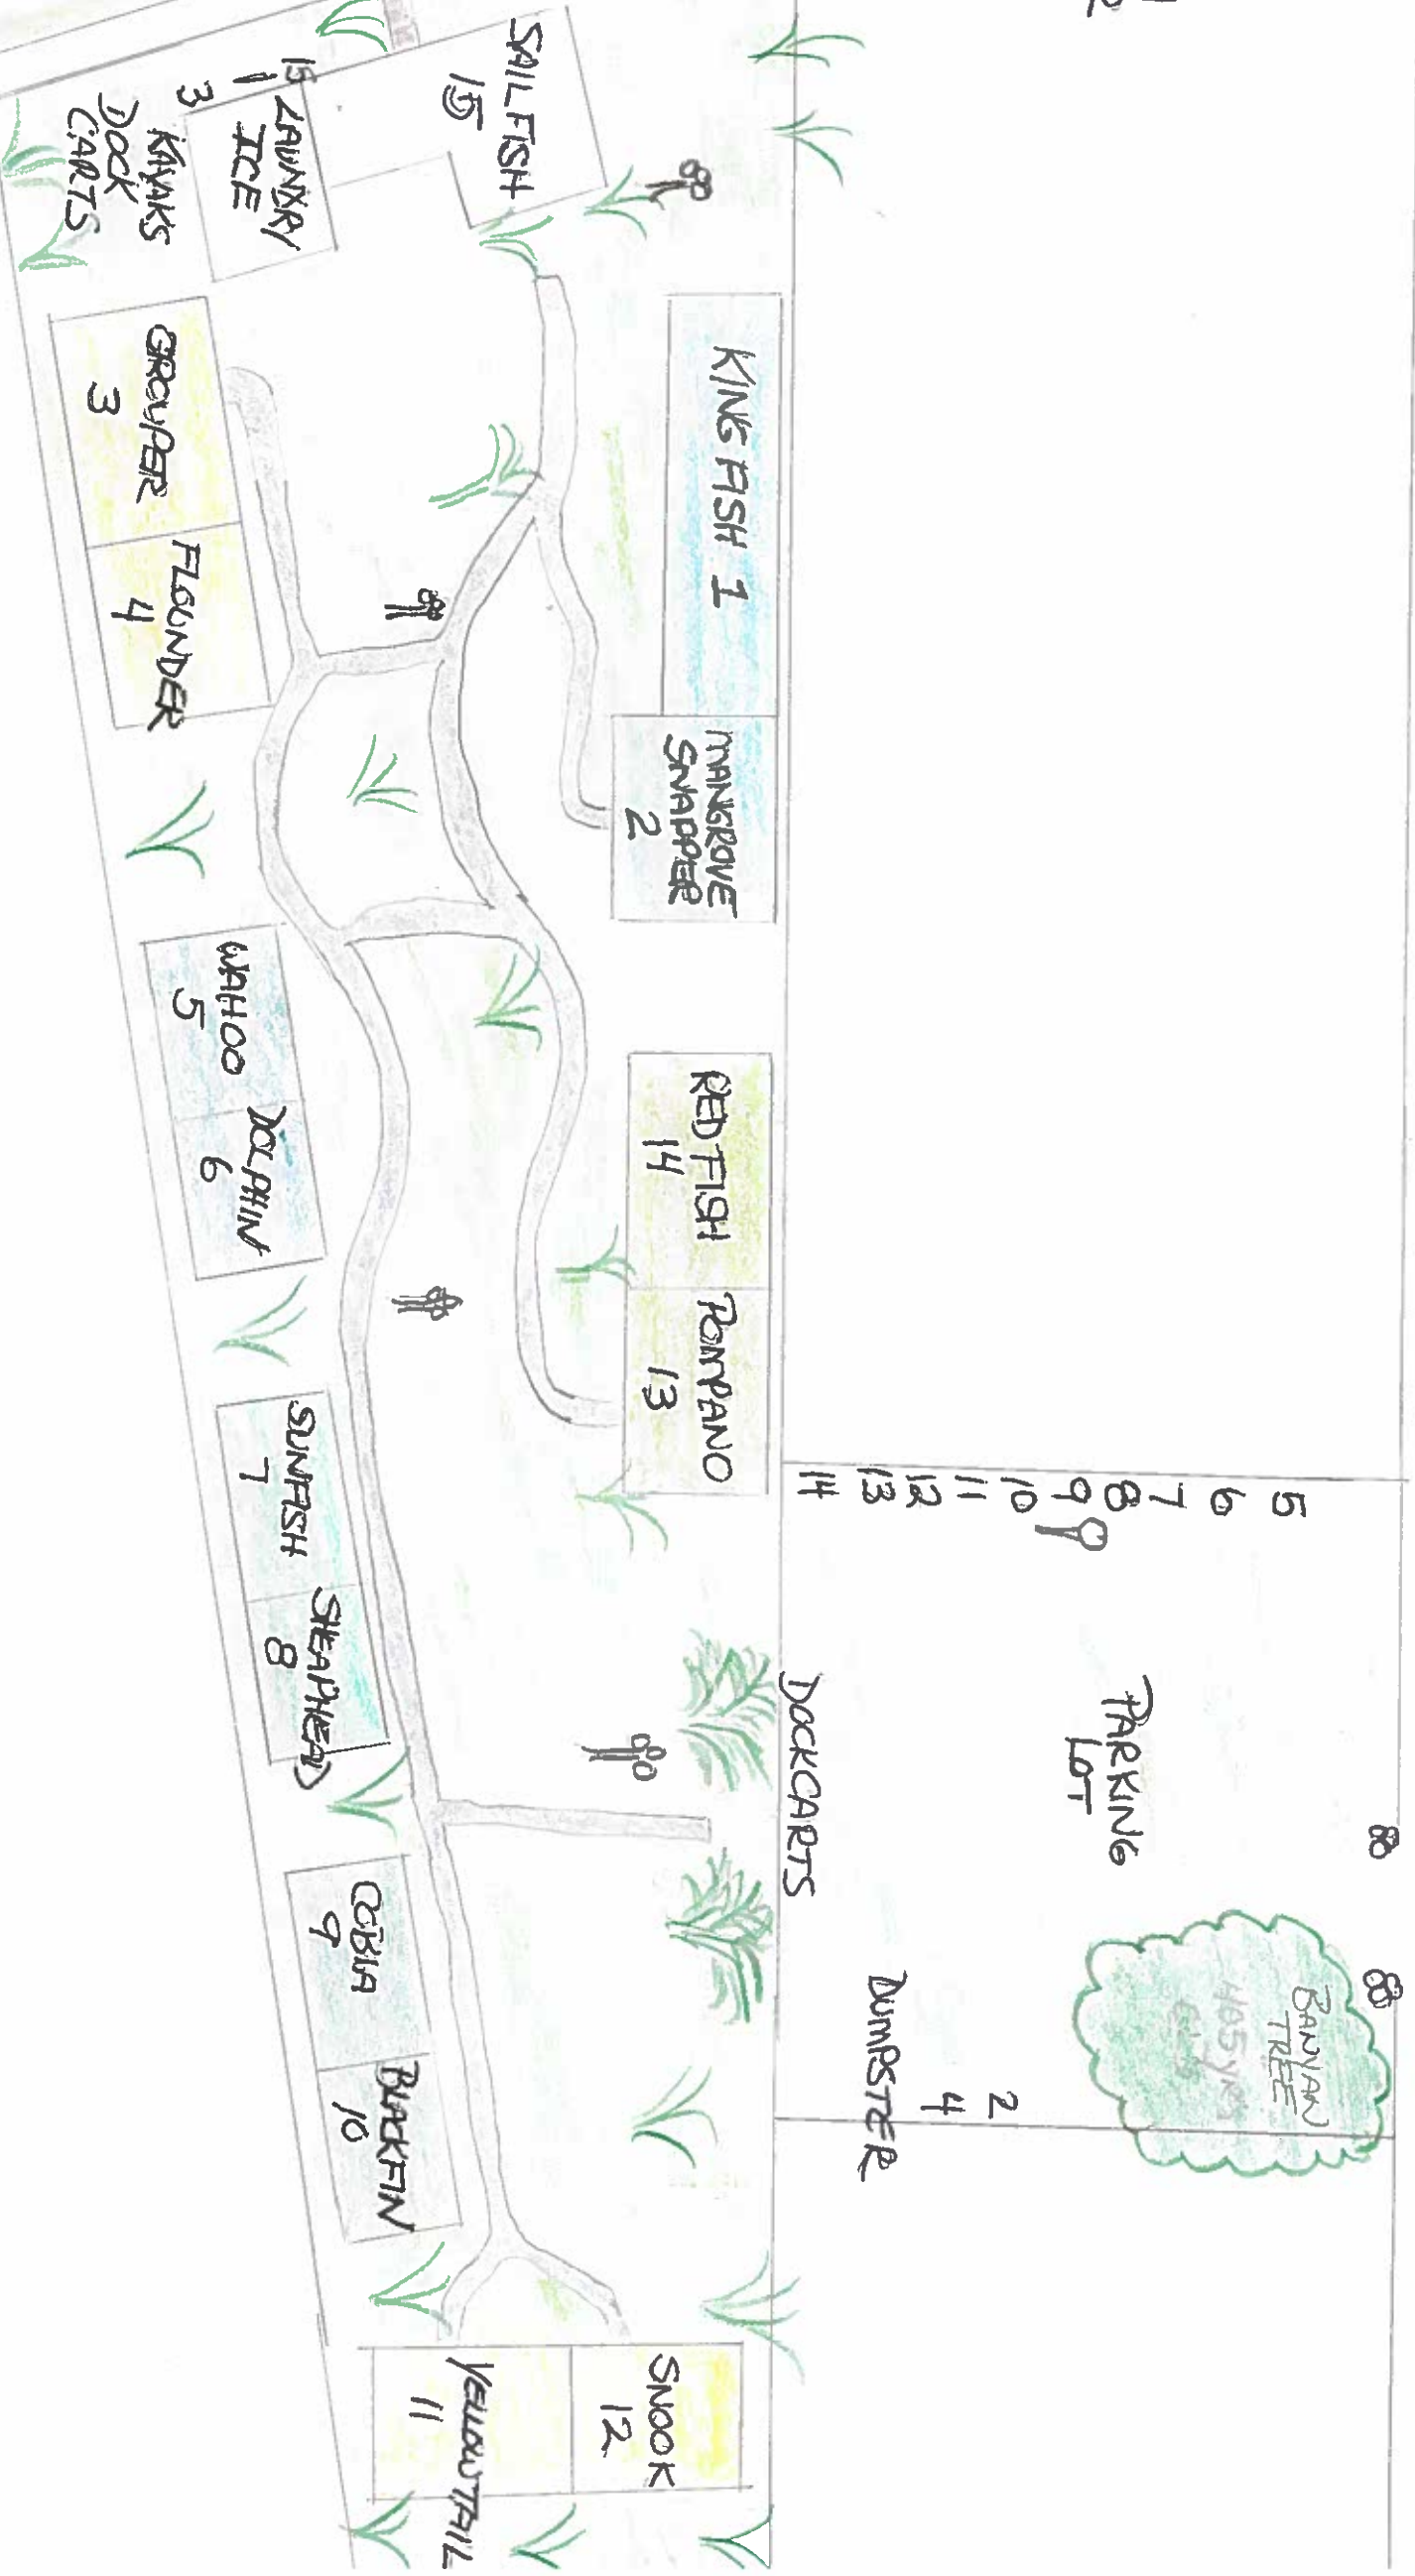 SAILFISH
15
LAUNDRY
ICE
15
1
3
KAYAKS
DOCK
CARTS
KING FISH 1
MANGROVE
SNAPPER
2
GROUPER
3
FLOUNDER
4
WAHOO
5
DOLPHIN
6
RED FISH
14
POMPANO
13
SUNFISH
7
SHEAPHEAD
8
COBIA
9
BLACKFIN
10
SNOOK
12
YELLOWTAIL
11
5
6
7
8
9
10
11
12
13
14
PARKING
LOT
DOCKCARTS
BANYAN
TREE
405 yrs
2
4
DUMPSTER